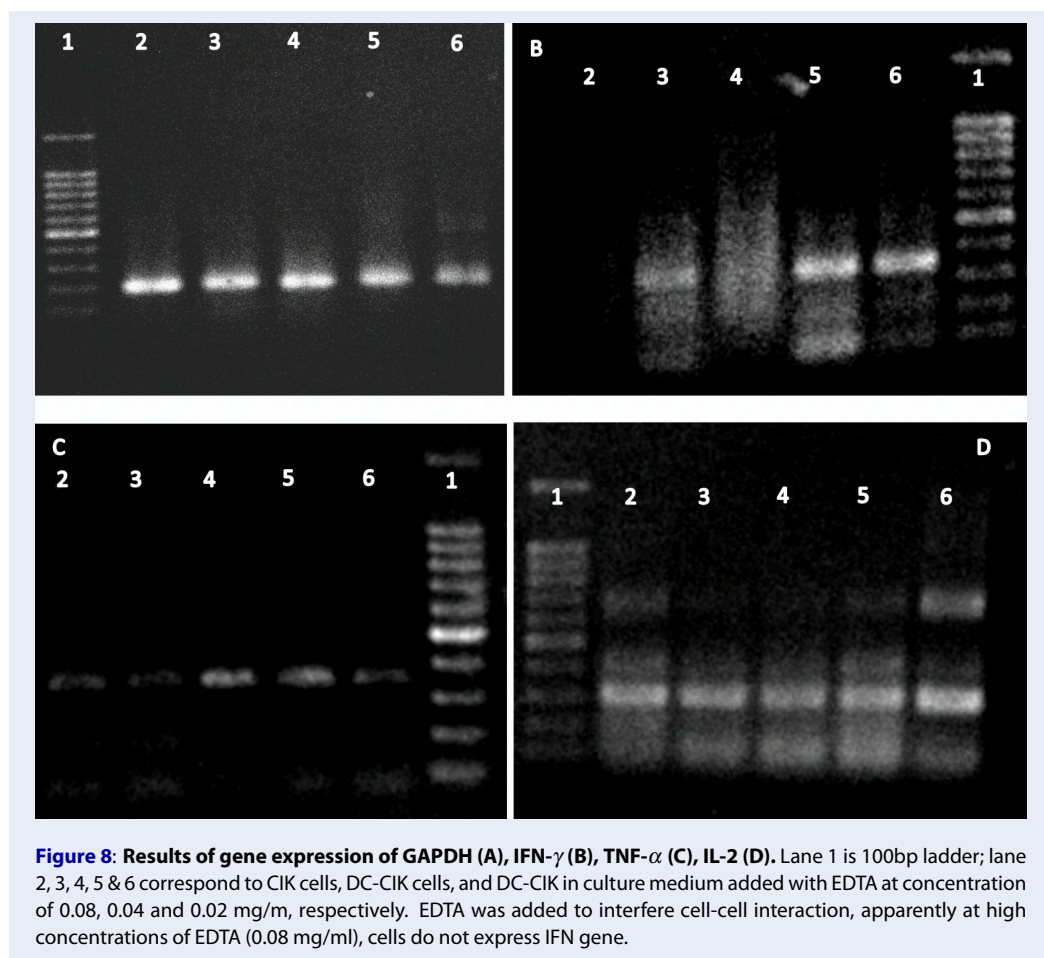 1 2 3 4 5 6
B
2 3 4 5 6 1
C
2 3 4 5 6 1
D
1 2 3 4 5 6
Figure 8: Results of gene expression of GAPDH (A), IFN-γ (B), TNF-α (C), IL-2 (D). Lane 1 is 100bp ladder; lane
2, 3, 4, 5 & 6 correspond to CIK cells, DC-CIK cells, and DC-CIK in culture medium added with EDTA at concentration
of 0.08, 0.04 and 0.02 mg/m, respectively. EDTA was added to interfere cell-cell interaction, apparently at high
concentrations of EDTA (0.08 mg/ml), cells do not express IFN gene.